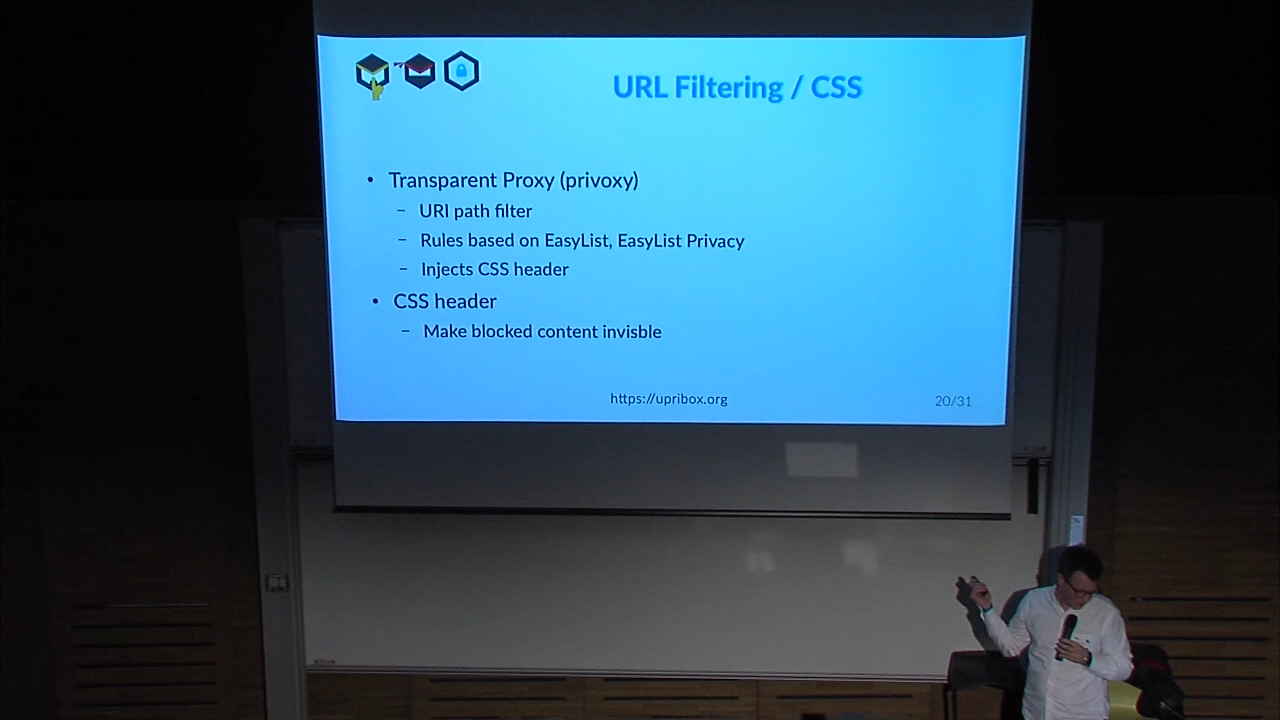 URL Filtering / CSS
• Transparent Proxy (privoxy)
– URI path filter
– Rules based on EasyList, EasyList Privacy
– Injects CSS header
• CSS header
– Make blocked content invisble
https://upribox.org
20/31